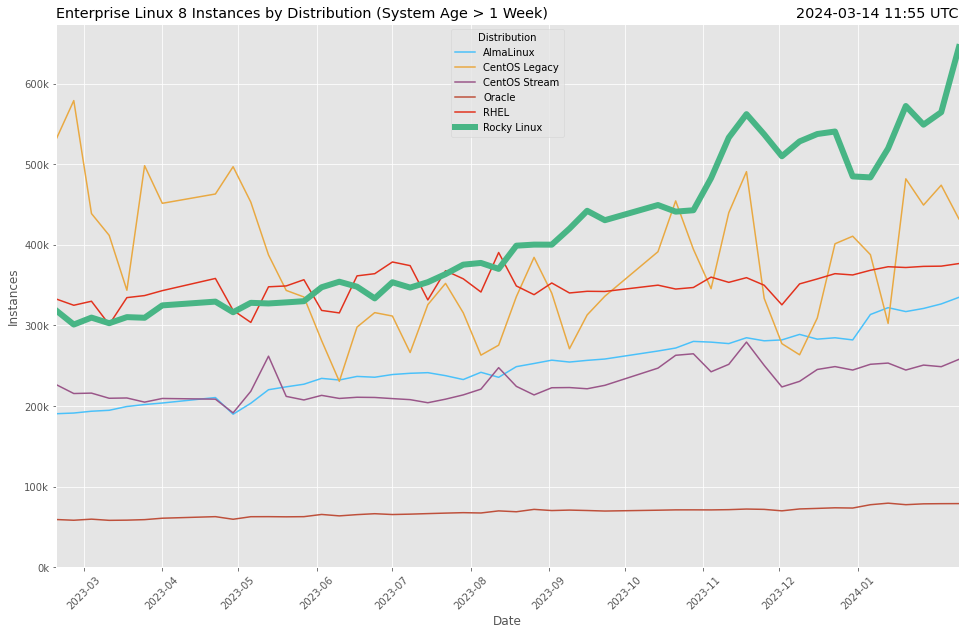 Enterprise Linux 8 Instances by Distribution (System Age > 1 Week)
2024-03-14 11:55 UTC
Distribution
AlmaLinux
CentOS Legacy
CentOS Stream
Oracle
RHEL
Rocky Linux
Instances
600k
500k
400k
300k
200k
100k
0k
2023-03
2023-04
2023-05
2023-06
2023-07
2023-08
2023-09
2023-10
2023-11
2023-12
2024-01
Date